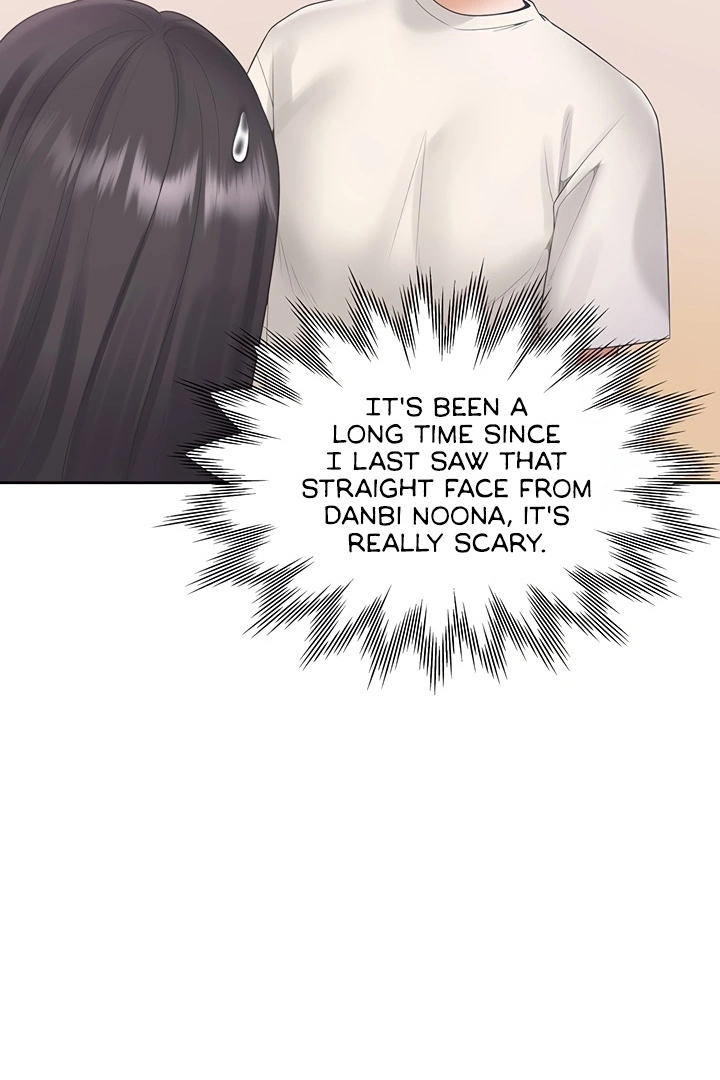 IT'S BEEN A
LONG TIME SINCE
I LAST SAW THAT
STRAIGHT FACE FROM
DANBI NOONA, IT'S
REALLY SCARY.